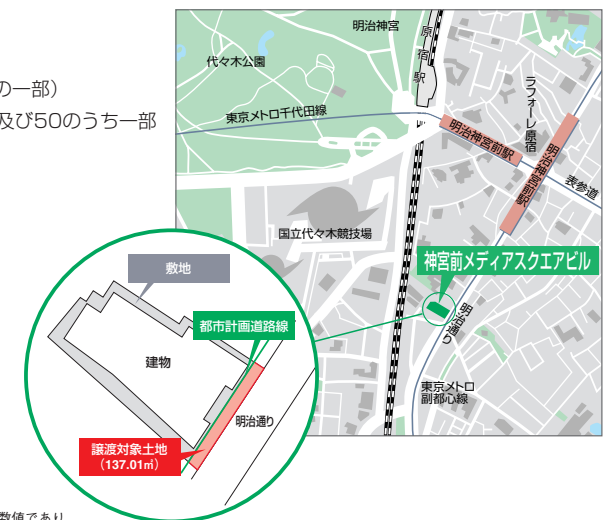 の一部）
及び50のうち一部
明治神宮
原宿駅
代々木公園
ラフォーレ原宿
東京メトロ千代田線
明治神宮前駅
明治神宮前駅
表参道
国立代々木競技場
神宮前メディアスクエアビル
明治通り
東京メトロ
副都心線
敷地
都市計画道路線
建物
明治通り
譲渡対象土地
（137.01㎡）
数値であり